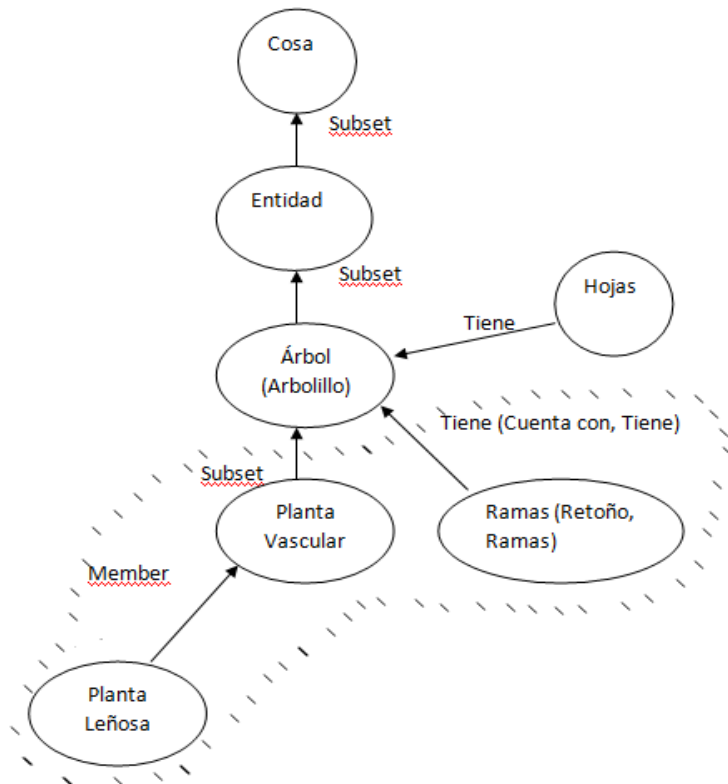 Cosa
Subset
Entidad
Subset
Hojas
Tiene
Árbol
(Arbolillo)
Tiene (Cuenta con, Tiene)
Subset
Planta
Vascular
Ramas (Retoño,
Ramas)
Member
Planta
Leñosa